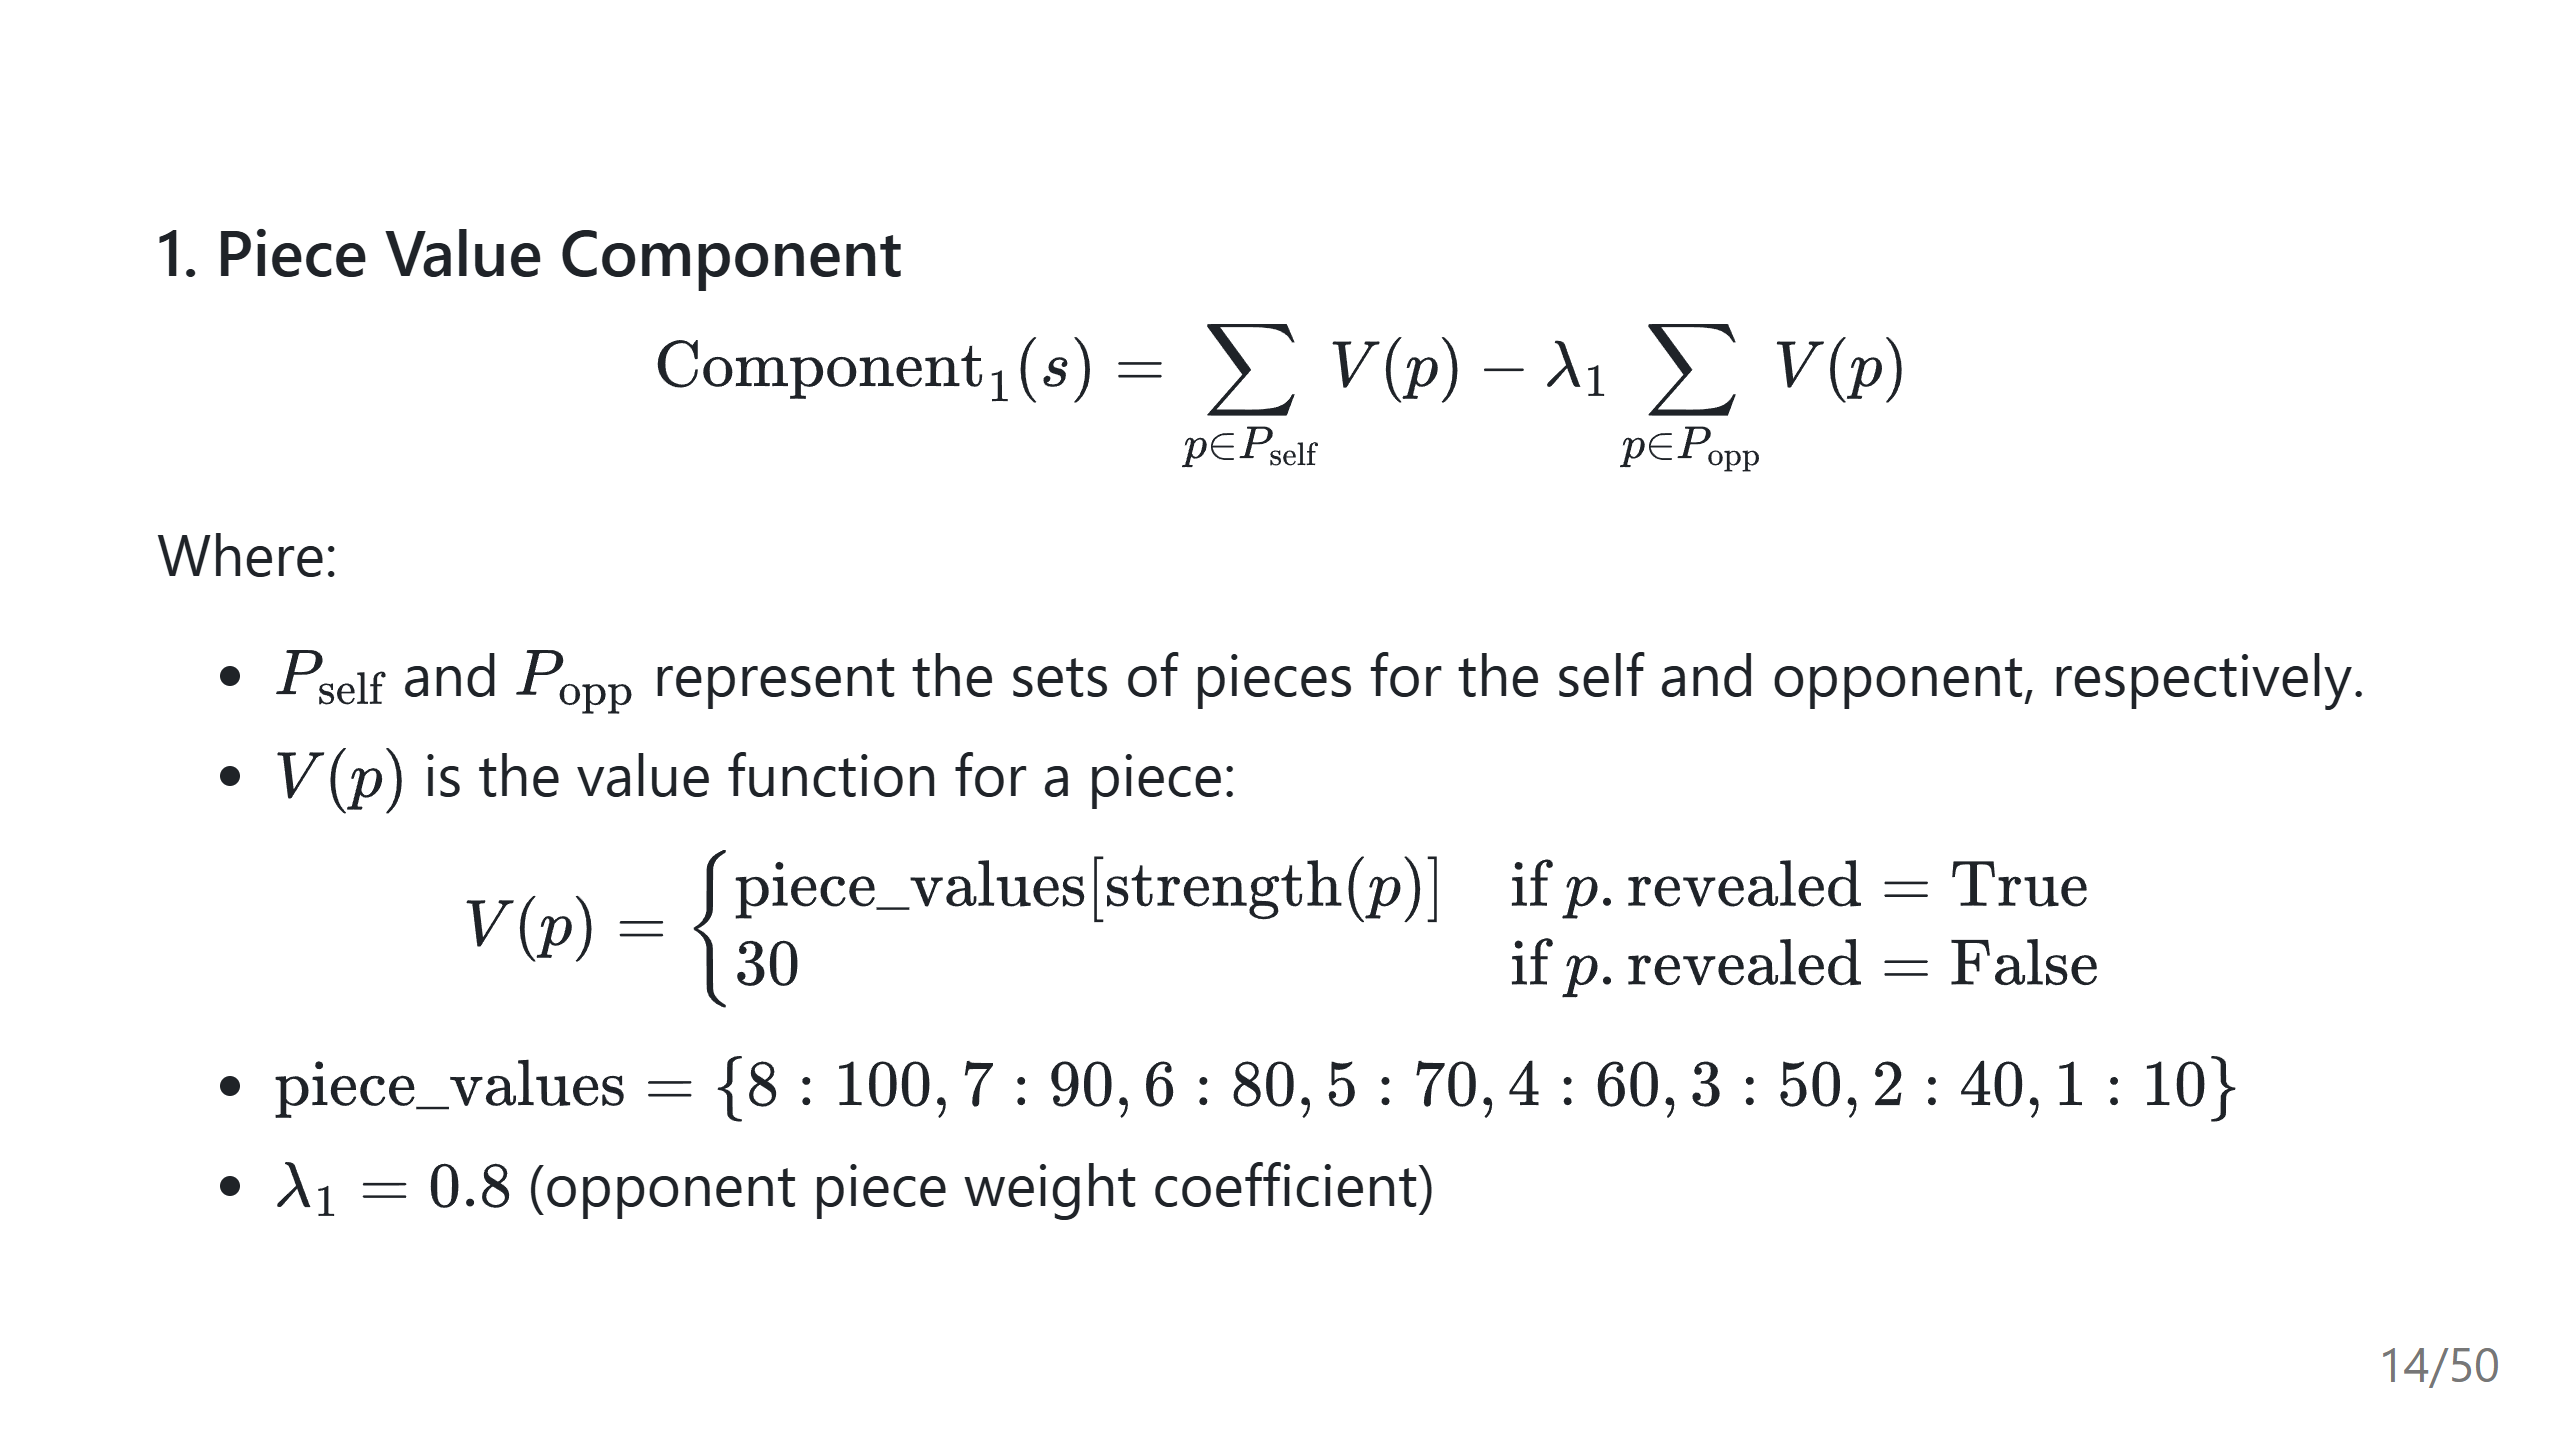 1. Piece Value Component
Component₁(s) = ∑_{p∈P_self} V(p) − λ₁ ∑_{p∈P_opp} V(p)
Where:
• P_self and P_opp represent the sets of pieces for the self and opponent, respectively.
• V(p) is the value function for a piece:
V(p) = { piece_values[strength(p)] if p.revealed = True
30 if p.revealed = False
• piece_values = {8 : 100, 7 : 90, 6 : 80, 5 : 70, 4 : 60, 3 : 50, 2 : 40, 1 : 10}
• λ₁ = 0.8 (opponent piece weight coefficient)
14/50